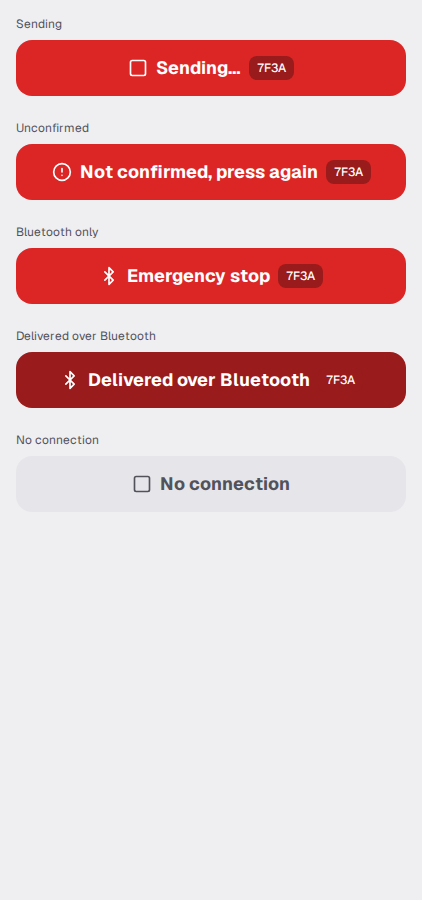 Sending
Sending... 7F3A
Unconfirmed
Not confirmed, press again 7F3A
Bluetooth only
Emergency stop 7F3A
Delivered over Bluetooth
Delivered over Bluetooth 7F3A
No connection
No connection